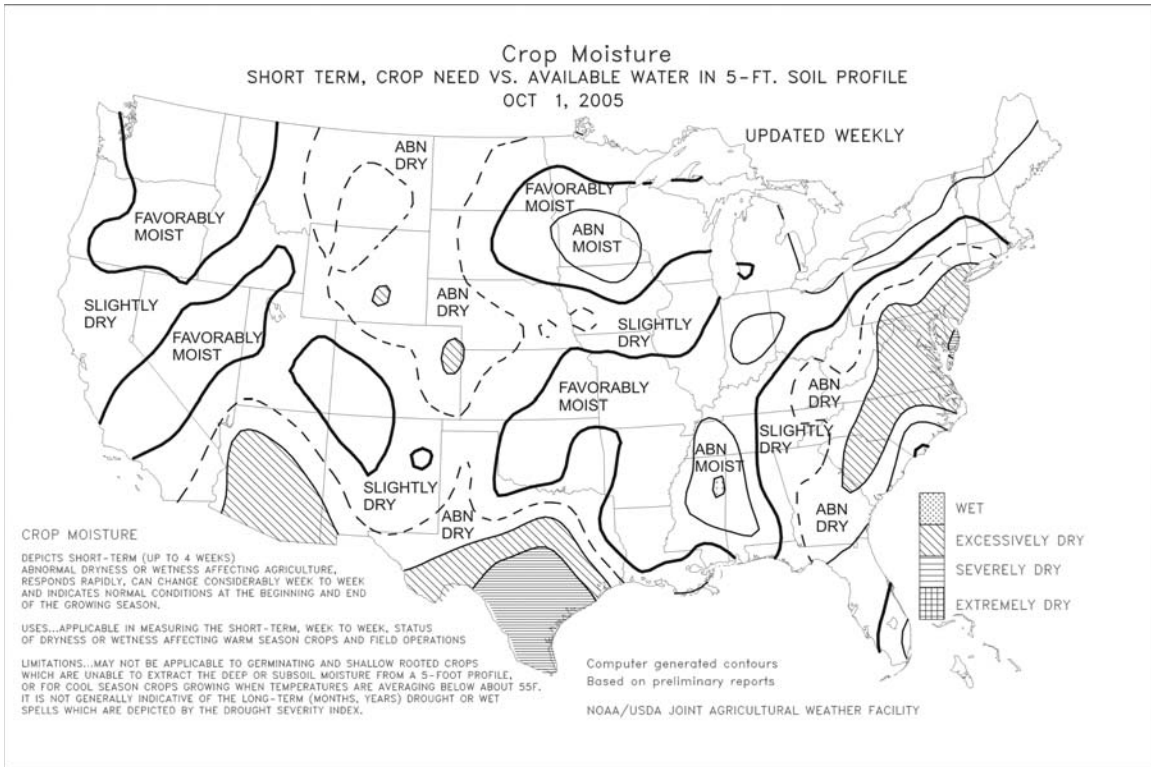 Crop Moisture
SHORT TERM, CROP NEED VS. AVAILABLE WATER IN 5-FT. SOIL PROFILE
OCT 1, 2005
UPDATED WEEKLY
ABN
DRY
FAVORABLY
MOIST
FAVORABLY
MOIST
ABN
MOIST
SLIGHTLY
DRY
ABN
DRY
FAVORABLY
MOIST
SLIGHTLY
DRY
FAVORABLY
MOIST
ABN
DRY
SLIGHTLY
DRY
ABN
MOIST
SLIGHTLY
DRY
ABN
DRY
ABN
DRY
WET
EXCESSIVELY DRY
SEVERELY DRY
EXTREMELY DRY
CROP MOISTURE
DEPICTS SHORT-TERM (UP TO 4 WEEKS)
ABNORMAL DRYNESS OR WETNESS AFFECTING AGRICULTURE,
RESPONDS RAPIDLY, CAN CHANGE CONSIDERABLY WEEK TO WEEK
AND INDICATES NORMAL CONDITIONS AT THE BEGINNING AND END
OF THE GROWING SEASON.
USES...APPLICABLE IN MEASURING THE SHORT-TERM, WEEK TO WEEK, STATUS
OF DRYNESS OR WETNESS AFFECTING WARM SEASON CROPS AND FIELD OPERATIONS
LIMITATIONS...MAY NOT BE APPLICABLE TO GERMINATING AND SHALLOW ROOTED CROPS
WHICH ARE UNABLE TO EXTRACT THE DEEP OR SUBSOIL MOISTURE FROM A 5-FOOT PROFILE,
OR FOR COOL SEASON CROPS GROWING WHEN TEMPERATURES ARE AVERAGING BELOW ABOUT 55F.
IT IS NOT GENERALLY INDICATIVE OF THE LONG-TERM (MONTHS, YEARS) DROUGHT OR WET
SPELLS WHICH ARE DEPICTED BY THE DROUGHT SEVERITY INDEX.
Computer generated contours
Based on preliminary reports
NOAA/USDA JOINT AGRICULTURAL WEATHER FACILITY